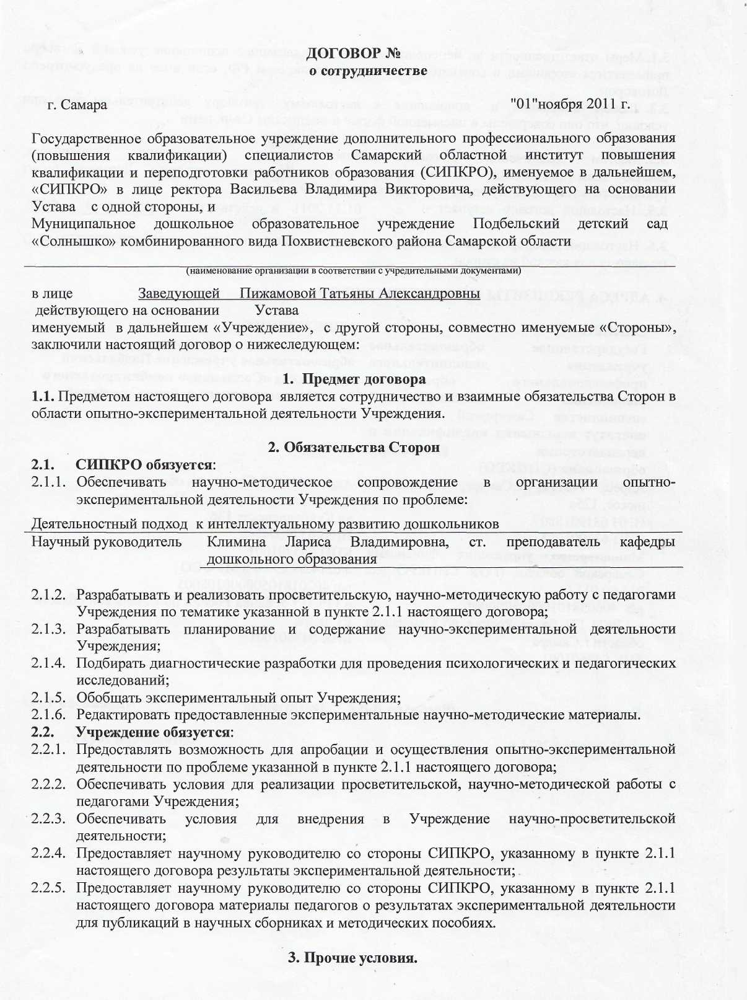 ДОГОВОР №
о сотрудничестве
г. Самара "01"ноября 2011 г.
Государственное образовательное учреждение дополнительного профессионального образования
(повышения квалификации) специалистов Самарский областной институт повышения
квалификации и переподготовки работников образования (СИПКРО), именуемое в дальнейшем,
«СИПКРО» в лице ректора Васильева Владимира Викторовича, действующего на основании
Устава с одной стороны, и
Муниципальное дошкольное образовательное учреждение Подбельский детский сад
«Солнышко» комбинированного вида Похвистневского района Самарской области
(наименование организации в соответствии с учредительными документами)
в лице Заведующей Пижамовой Татьяны Александровны
действующего на основании Устава
именуемый в дальнейшем «Учреждение», с другой стороны, совместно именуемые «Стороны»,
заключили настоящий договор о нижеследующем:
1. Предмет договора
1.1. Предметом настоящего договора является сотрудничество и взаимные обязательства Сторон в
области опытно-экспериментальной деятельности Учреждения.
2. Обязательства Сторон
2.1. СИПКРО обязуется:
2.1.1. Обеспечивать научно-методическое сопровождение в организации опытно-
экспериментальной деятельности Учреждения по проблеме:
Деятельностный подход к интеллектуальному развитию дошкольников
Научный руководитель Климина Лариса Владимировна, ст. преподаватель кафедры
дошкольного образования
2.1.2. Разрабатывать и реализовать просветительскую, научно-методическую работу с педагогами
Учреждения по тематике указанной в пункте 2.1.1 настоящего договора;
2.1.3. Разрабатывать планирование и содержание научно-экспериментальной деятельности
Учреждения;
2.1.4. Подбирать диагностические разработки для проведения психологических и педагогических
исследований;
2.1.5. Обобщать экспериментальный опыт Учреждения;
2.1.6. Редактировать предоставленные экспериментальные научно-методические материалы.
2.2. Учреждение обязуется:
2.2.1. Предоставлять возможность для апробации и осуществления опытно-экспериментальной
деятельности по проблеме указанной в пункте 2.1.1 настоящего договора;
2.2.2. Обеспечивать условия для реализации просветительской, научно-методической работы с
педагогами Учреждения;
2.2.3. Обеспечивать условия для внедрения в Учреждение научно-просветительской
деятельности;
2.2.4. Предоставляет научному руководителю со стороны СИПКРО, указанному в пункте 2.1.1
настоящего договора результаты экспериментальной деятельности;
2.2.5. Предоставляет научному руководителю со стороны СИПКРО, указанному в пункте 2.1.1
настоящего договора материалы педагогов о результатах экспериментальной деятельности
для публикаций в научных сборниках и методических пособиях.
3. Прочие условия.